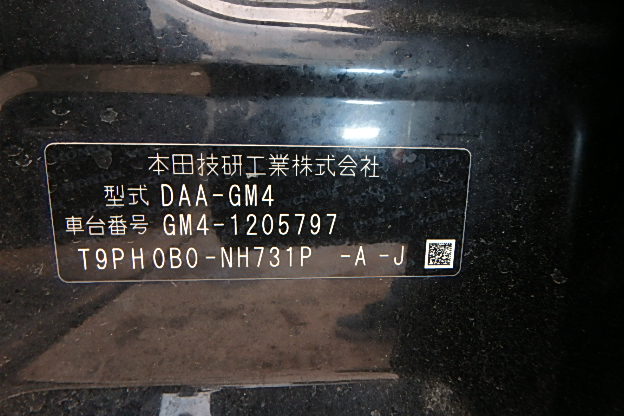 本田技研工業株式会社
型式 DAA-GM4
車台番号 GM4-1205797
T9PH0B0-NH731P -A -J